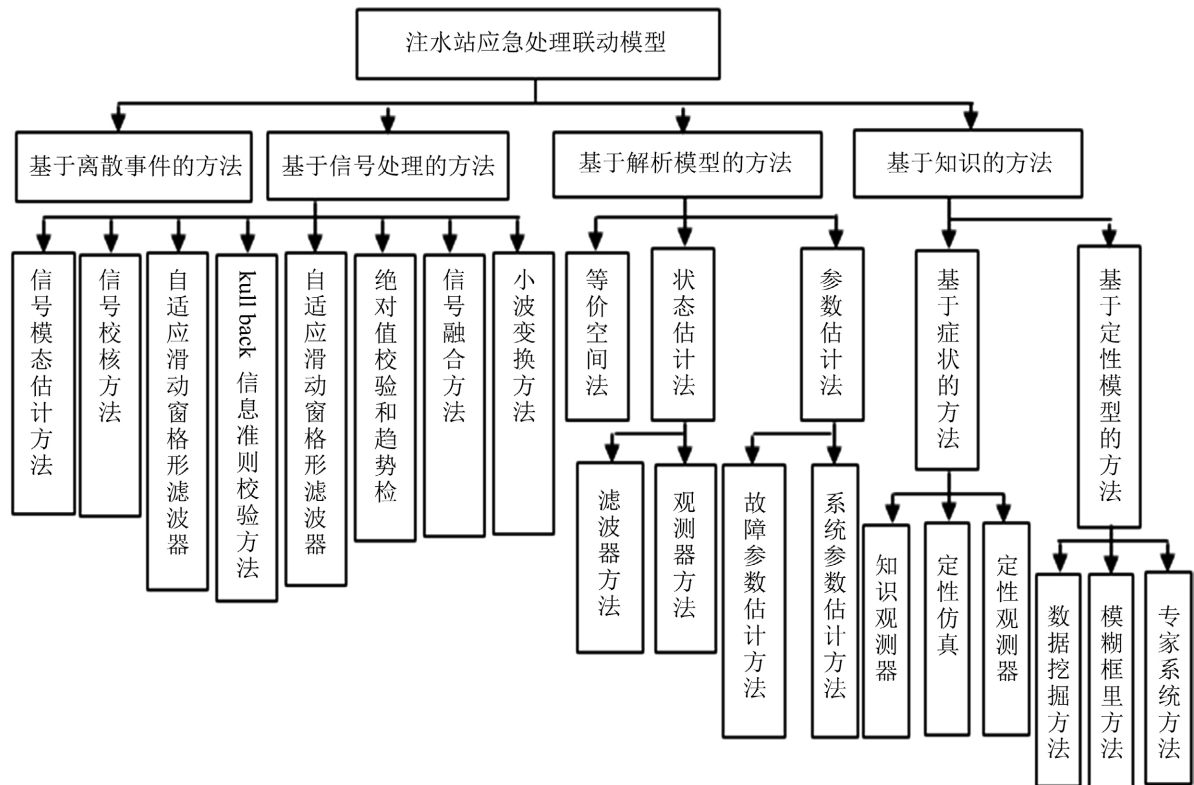 注水站应急处理联动模型
基于离散事件的方法
基于信号处理的方法
基于解析模型的方法
基于知识的方法
信号模态估计方法
信号校核方法
自适应滑动窗格形滤波器
kull back 信息准则校验方法
自适应滑动窗格形滤波器
绝对值校验和趋势检
信号融合方法
小波变换方法
等价空间法
状态估计法
参数估计法
基于症状的方法
基于定性模型的方法
滤波器方法
观测器方法
故障参数估计方法
系统参数估计方法
知识观测器
定性仿真
定性观测器
数据挖掘方法
模糊框里方法
专家系统方法